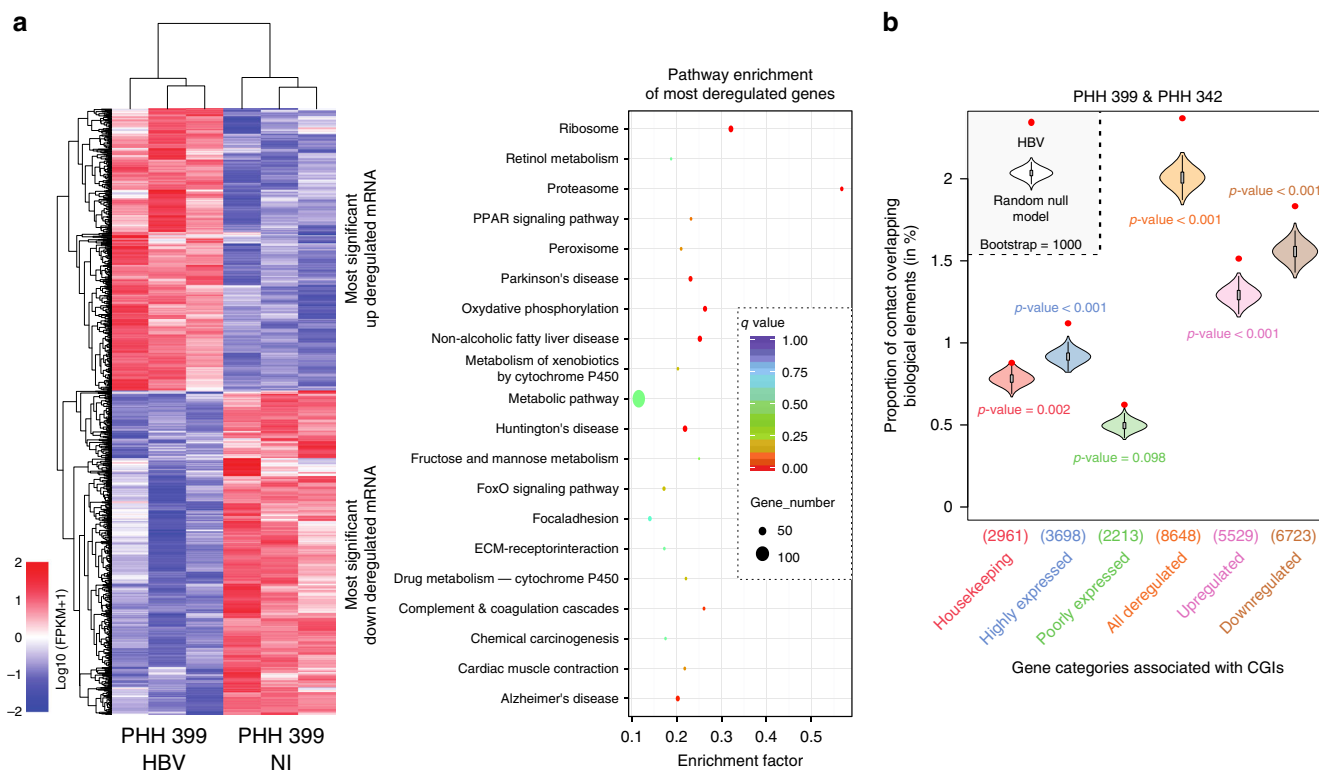 a
Most significant
up deregulated mRNA
Most significant
down deregulated mRNA
2
1
0
−1
−2
Log10 (FPKM+1)
PHH 399
HBV
PHH 399
NI
Pathway enrichment
of most deregulated genes
Ribosome
Retinol metabolism
Proteasome
PPAR signaling pathway
Peroxisome
Parkinson's disease
Oxydative phosphorylation
Non-alcoholic fatty liver disease
Metabolism of xenobiotics
by cytochrome P450
Metabolic pathway
Huntington's disease
Fructose and mannose metabolism
FoxO signaling pathway
Focaladhesion
ECM-receptorinteraction
Drug metabolism — cytochrome P450
Complement & coagulation cascades
Chemical carcinogenesis
Cardiac muscle contraction
Alzheimer's disease
0.1 0.2 0.3 0.4 0.5
Enrichment factor
q value
1.00
0.75
0.50
0.25
0.00
Gene_number
50
100
b
PHH 399 & PHH 342
HBV
Random null
model
Bootstrap = 1000
Proportion of contact overlapping
biological elements (in %)
2
1.5
1
0.5
0
p-value = 0.002
p-value < 0.001
p-value = 0.098
p-value < 0.001
p-value < 0.001
p-value < 0.001
(2961) (3698) (2213) (8648) (5529) (6723)
Housekeeping
Highly expressed
Poorly expressed
All deregulated
Upregulated
Downregulated
Gene categories associated with CGIs